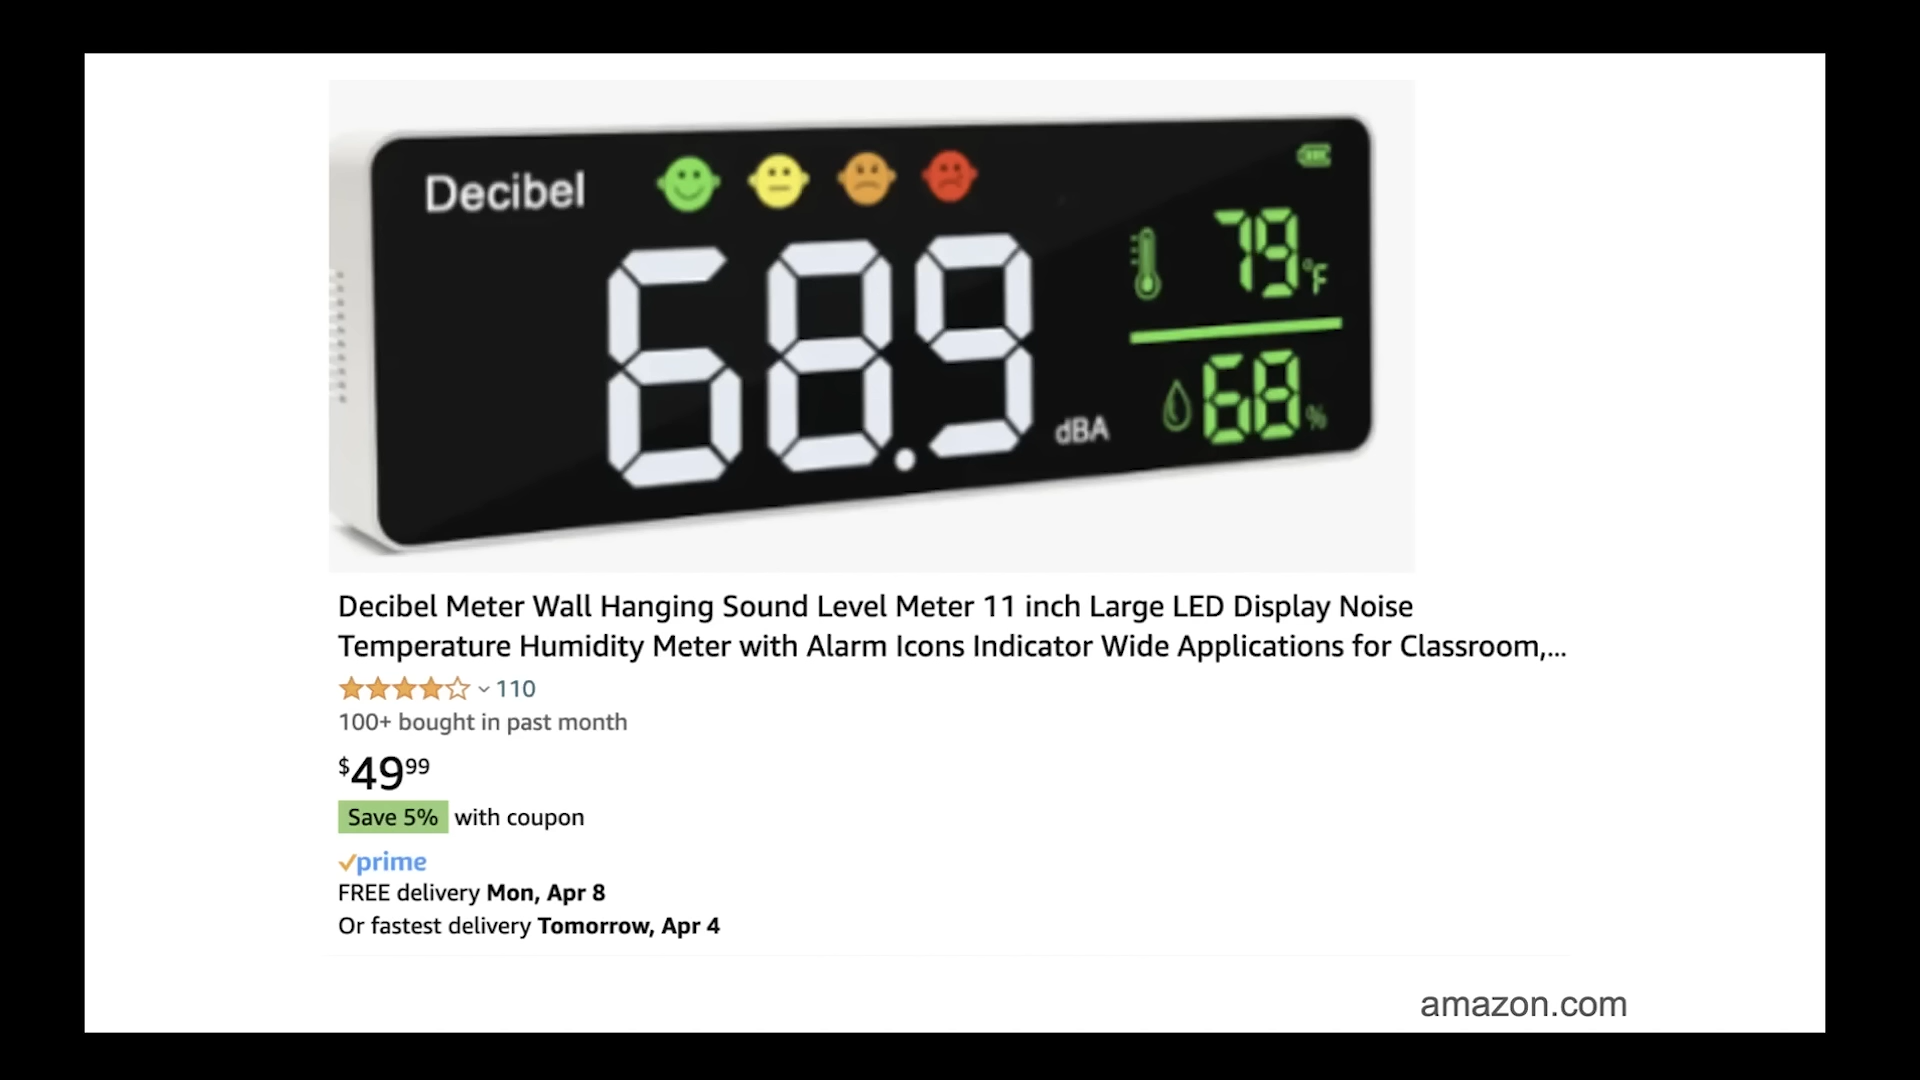 Decibel
68.9 dBA
79 °F
68 %
Decibel Meter Wall Hanging Sound Level Meter 11 inch Large LED Display Noise
Temperature Humidity Meter with Alarm Icons Indicator Wide Applications for Classroom,...
110
100+ bought in past month
$49 99
Save 5% with coupon
prime
FREE delivery Mon, Apr 8
Or fastest delivery Tomorrow, Apr 4
amazon.com